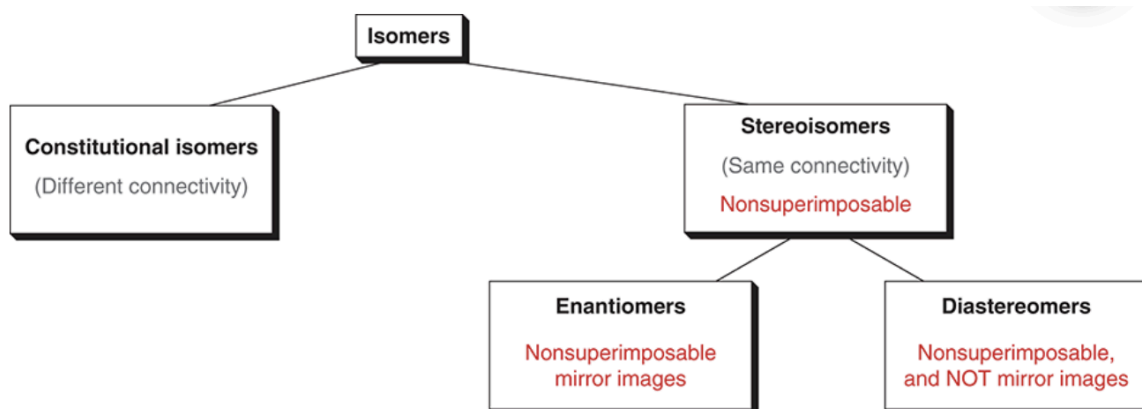 Isomers
Constitutional isomers
(Different connectivity)
Stereoisomers
(Same connectivity)
Nonsuperimposable
Enantiomers
Nonsuperimposable
mirror images
Diastereomers
Nonsuperimposable,
and NOT mirror images